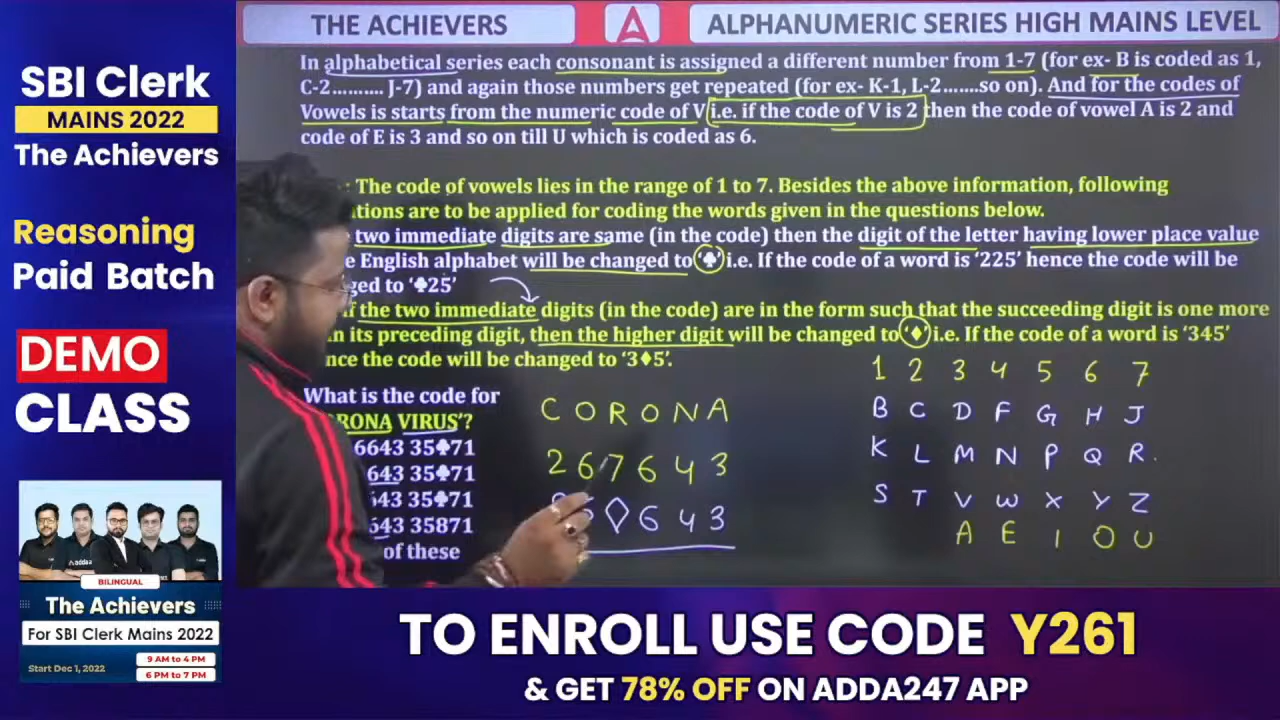 SBI Clerk
MAINS 2022
The Achievers
Reasoning
Paid Batch
DEMO
CLASS
adda
BILINGUAL
The Achievers
For SBI Clerk Mains 2022
Start Dec 1, 2022
9 AM to 4 PM
6 PM to 7 PM
THE ACHIEVERS
A
ALPHANUMERIC SERIES HIGH MAINS LEVEL
In alphabetical series each consonant is assigned a different number from 1-7 (for ex- B is coded as 1,
C-2........... J-7) and again those numbers get repeated (for ex- K-1, L-2.......so on). And for the codes of
Vowels is starts from the numeric code of V i.e. if the code of V is 2 then the code of vowel A is 2 and
code of E is 3 and so on till U which is coded as 6.
: The code of vowels lies in the range of 1 to 7. Besides the above information, following
are to be applied for coding the words given in the questions below.
two immediate digits are same (in the code) then the digit of the letter having lower place value
English alphabet will be changed to '♣' i.e. If the code of a word is '225' hence the code will be
to '♣25'
If the two immediate digits (in the code) are in the form such that the succeeding digit is one more
its preceding digit, then the higher digit will be changed to '♦' i.e. If the code of a word is '345'
the code will be changed to '3♦5'.
What is the code for
VIRUS'?
6643 35♣71
643 35♣71
643 35♣71
643 35871
of these
C O R O N A
2 6 7 6 4 3
◊ 6 4 3
1 2 3 4 5 6 7
B C D F G H J
K L M N P Q R.
S T V W X Y Z
A E I O U
TO ENROLL USE CODE Y261
& GET 78% OFF ON ADDA247 APP